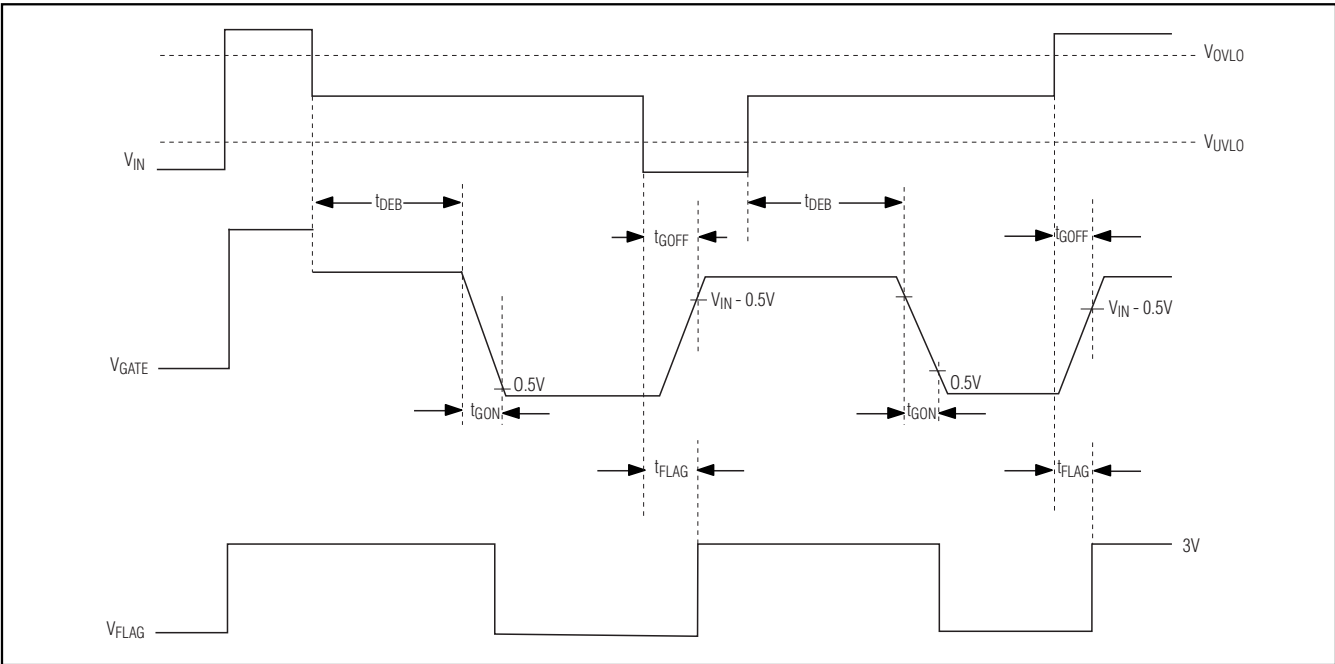 VOVLO
VUVLO
VIN
tDEB
tDEB
tGOFF
tGOFF
VIN - 0.5V
VIN - 0.5V
VGATE
0.5V
0.5V
tGON
tGON
tFLAG
tFLAG
3V
VFLAG